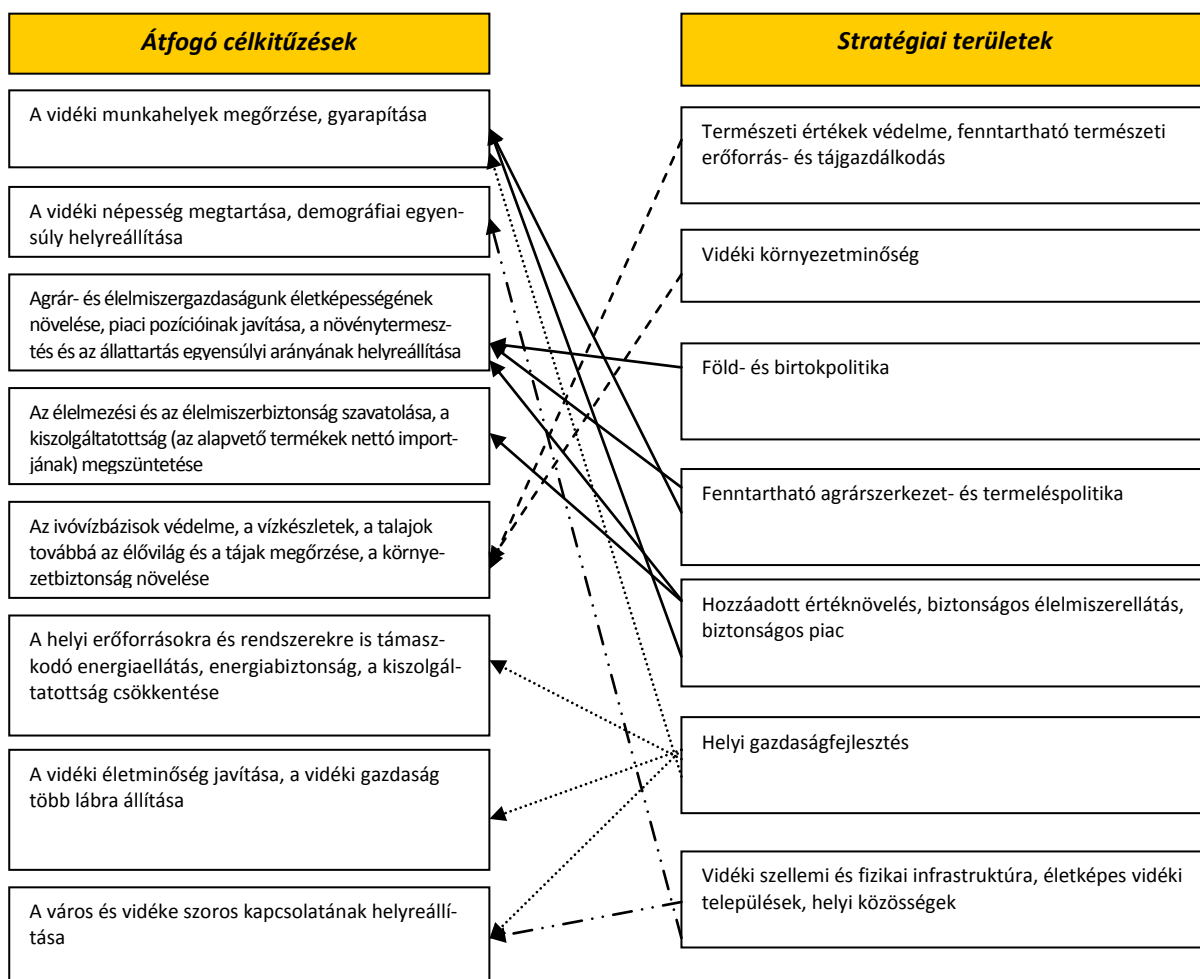 Átfogó célkitűzések
A vidéki munkahelyek megőrzése, gyarapítása
A vidéki népesség megtartása, demográfiai egyen-
súly helyreállítása
Agrár- és élelmiszergazdaságunk életképességének
növelése, piaci pozícióinak javítása, a növénytermesz-
tés és az állattartás egyensúlyi arányának helyreállítása
Az élelmezési és az élelmiszerbiztonság szavatolása, a
kiszolgáltatottság (az alapvető termékek nettó import-
jának) megszüntetése
Az ivóvízbázisok védelme, a vízkészletek, a talajok
továbbá az élővilág és a tájak megőrzése, a környe-
zetbiztonság növelése
A helyi erőforrásokra és rendszerekre is támasz-
kodó energiaellátás, energiabiztonság, a kiszolgál-
tatottság csökkentése
A vidéki életminőség javítása, a vidéki gazdaság
több lábra állítása
A város és vidéke szoros kapcsolatának helyreállí-
tása
Stratégiai területek
Természeti értékek védelme, fenntartható természeti
erőforrás- és tájgazdálkodás
Vidéki környezetminőség
Föld- és birtokpolitika
Fenntartható agrárszerkezet- és termeléspolitika
Hozzáadott értéknövelés, biztonságos élelmiszerellátás,
biztonságos piac
Helyi gazdaságfejlesztés
Vidéki szellemi és fizikai infrastruktúra, életképes vidéki
települések, helyi közösségek